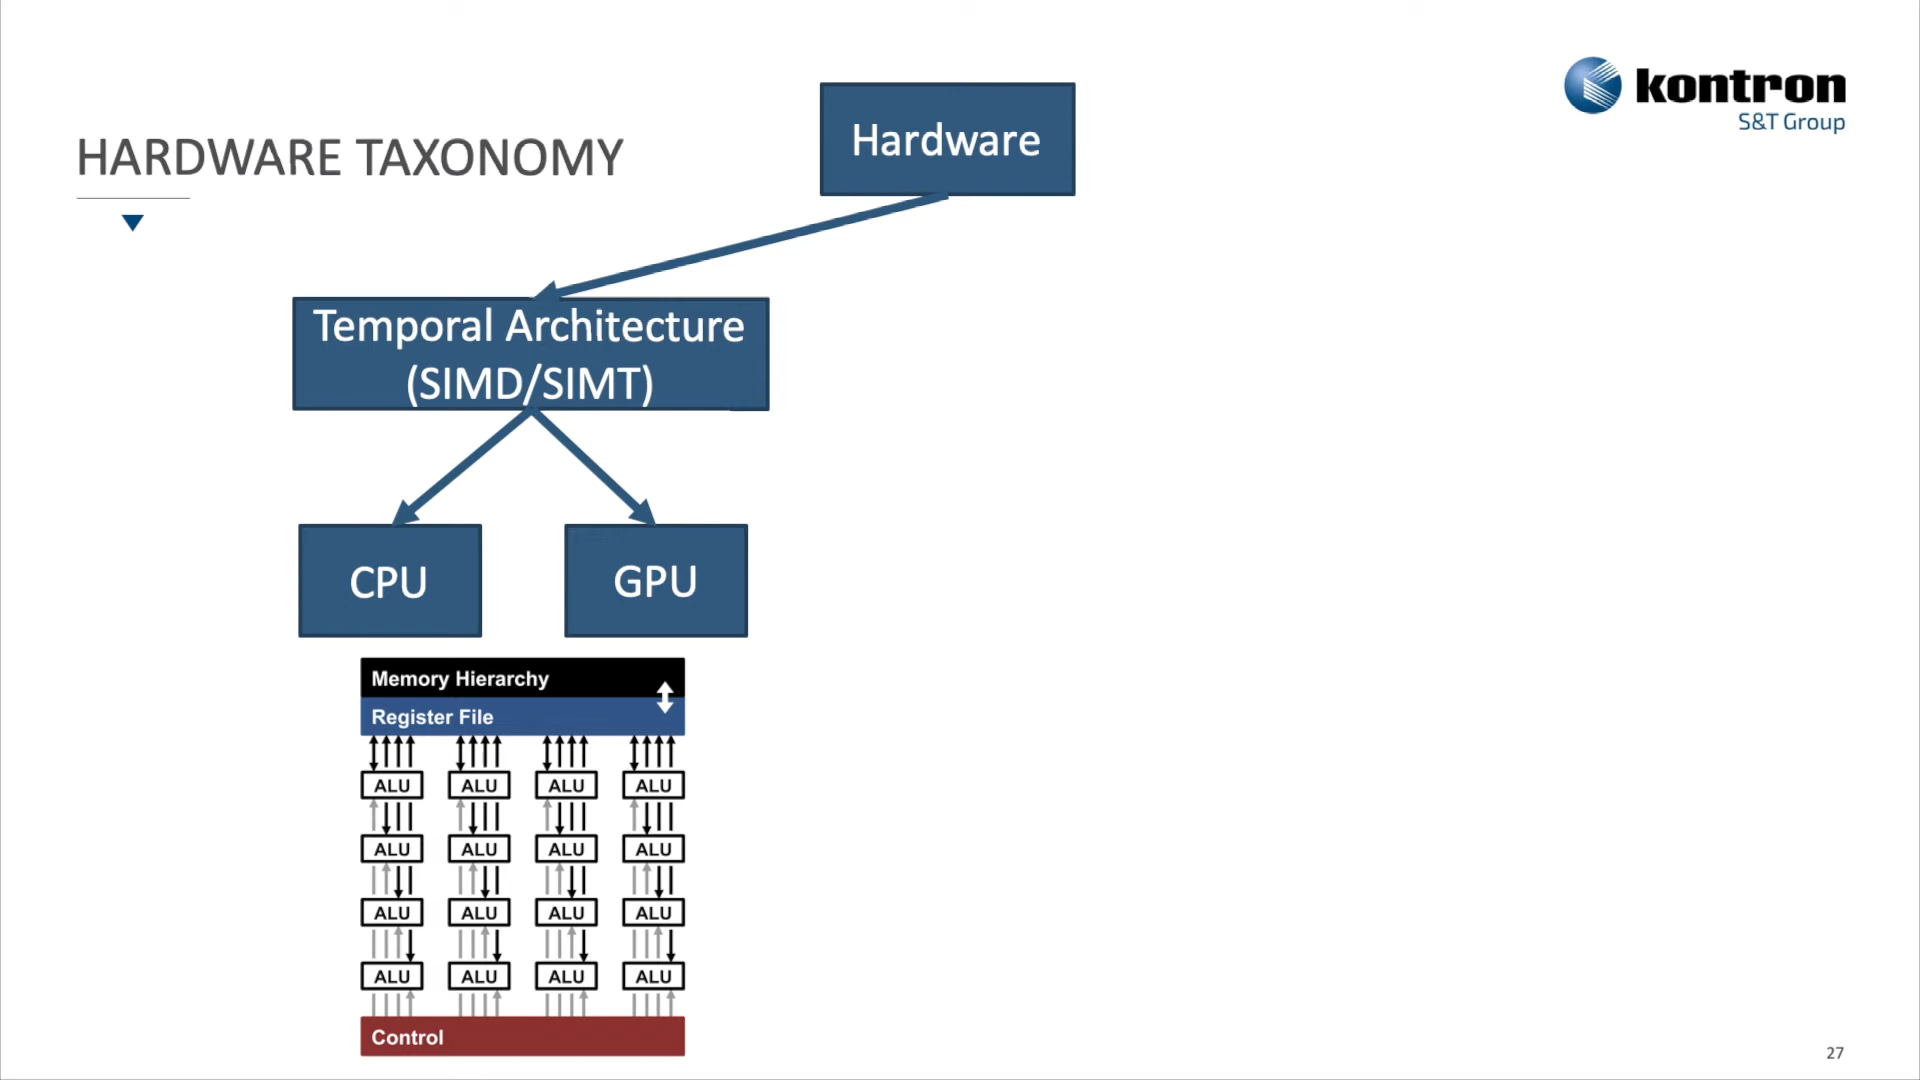 kontron
S&T Group
HARDWARE TAXONOMY
Hardware
Temporal Architecture
(SIMD/SIMT)
CPU
GPU
Memory Hierarchy
Register File
ALU ALU ALU ALU
ALU ALU ALU ALU
ALU ALU ALU ALU
ALU ALU ALU ALU
Control
27